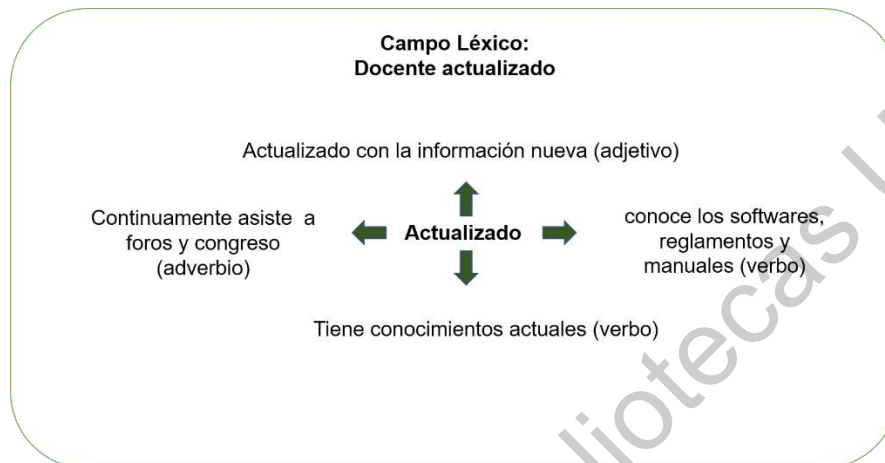 Campo Léxico:
Docente actualizado
Actualizado con la información nueva (adjetivo)
Continuamente asiste a
foros y congreso
(adverbio)
Actualizado
conoce los softwares,
reglamentos y
manuales (verbo)
Tiene conocimientos actuales (verbo)